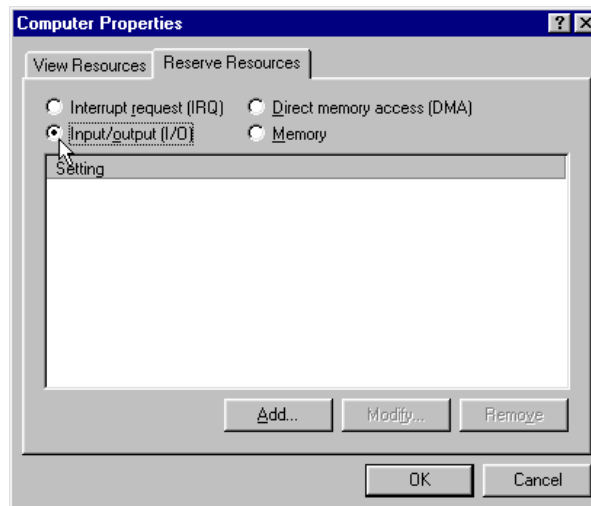 Computer Properties
View Resources Reserve Resources
Interrupt request (IRQ) Direct memory access (DMA)
Input/output (I/O) Memory
Setting
Add... Modify... Remove
OK Cancel